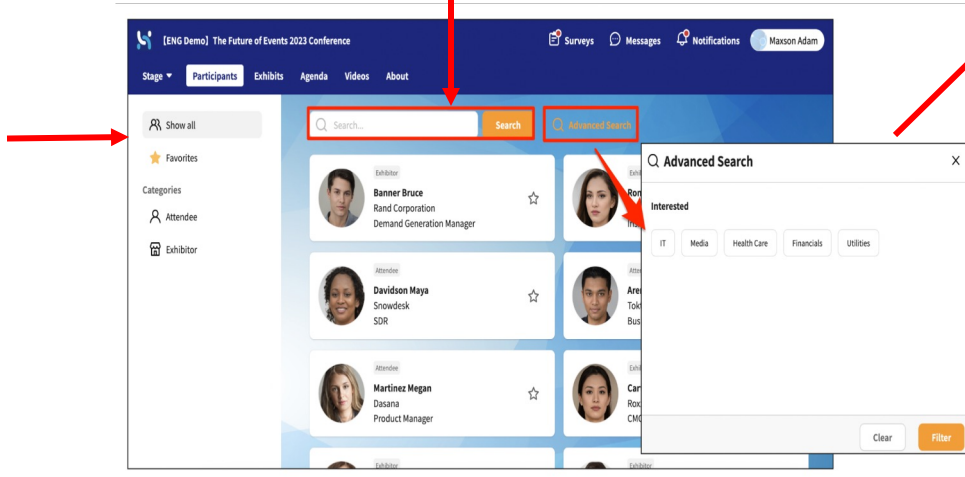 【ENG Demo】The Future of Events 2023 Conference
Surveys
Messages
Notifications
Maxson Adam
Stage
Participants
Exhibits
Agenda
Videos
About
Show all
Favorites
Categories
Attendee
Exhibitor
Search...
Search
Advanced Search
Exhibitor
Banner Bruce
Rand Corporation
Demand Generation Manager
Attendee
Davidson Maya
Snowdesk
SDR
Attendee
Martinez Megan
Dasana
Product Manager
Exhibitor
Exhibitor
Advanced Search
X
Interested
IT
Media
Health Care
Financials
Utilities
Clear
Filter